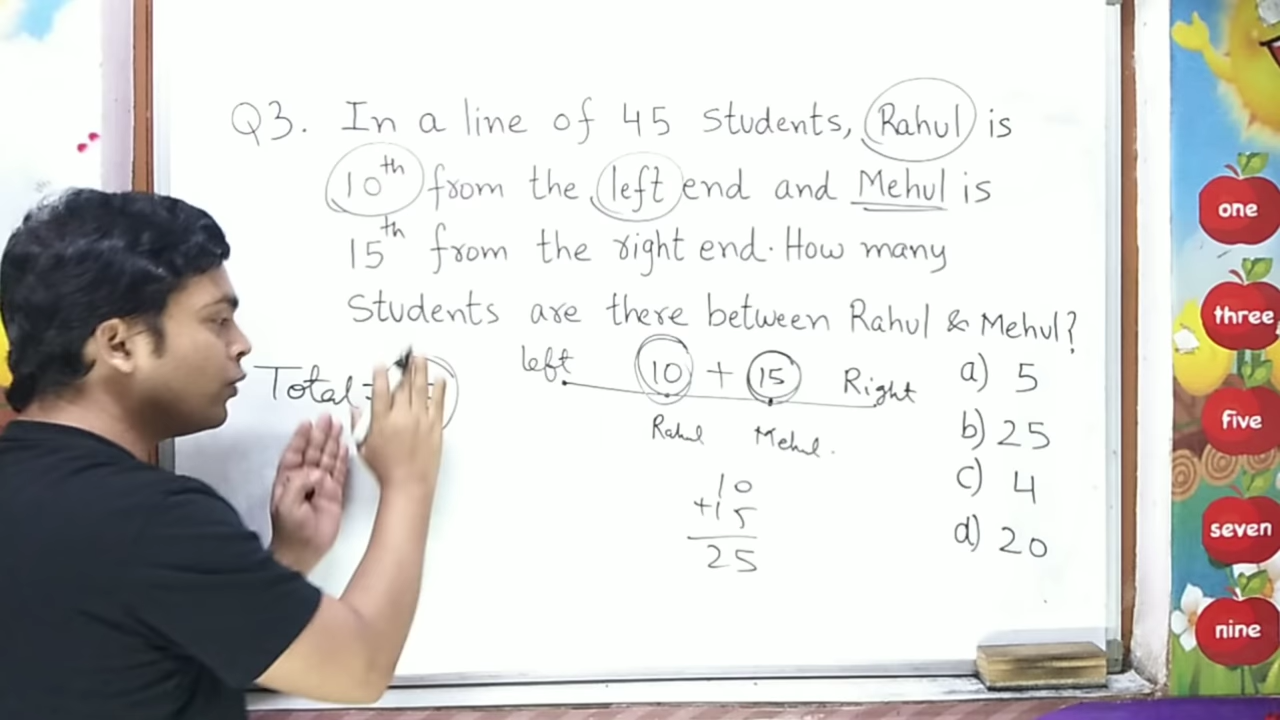 Q3. In a line of 45 Students, Rahul is
10th from the left end and Mehul is
15th from the right end. How many
Students are there between Rahul & Mehul?
Total =
left 10 + 15 Right
Rahul Mehul.
10
+15
25
a) 5
b) 25
c) 4
d) 20
one
three
five
seven
nine